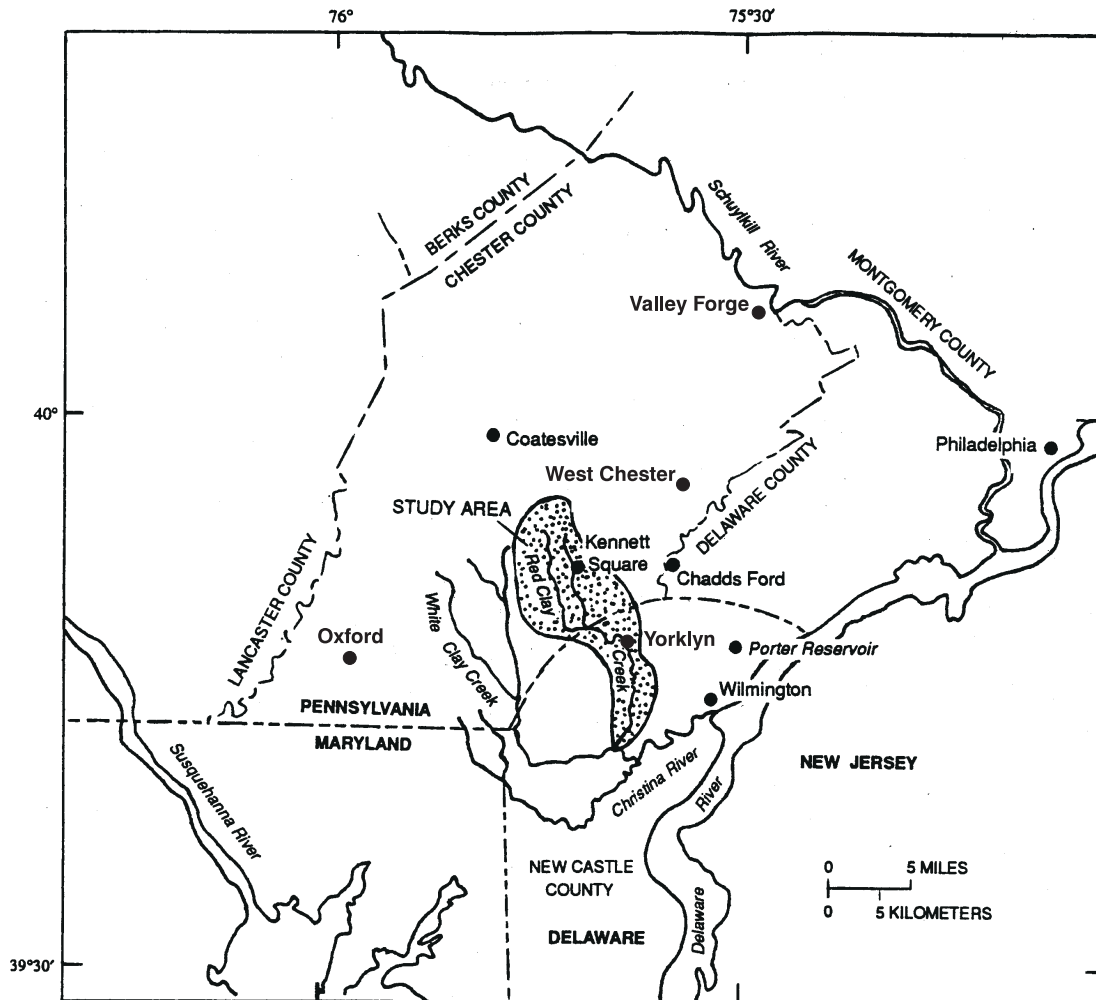 76°
75°30'
BERKS COUNTY
CHESTER COUNTY
Schuylkill River
MONTGOMERY COUNTY
Valley Forge
40°
Coatesville
Philadelphia
West Chester
DELAWARE COUNTY
STUDY AREA
Kennett
Square
Chadds Ford
Red Clay
Creek
LANCASTER COUNTY
White
Clay Creek
Oxford
Yorklyn
Porter Reservoir
Wilmington
PENNSYLVANIA
MARYLAND
Susquehanna River
Christina River
NEW JERSEY
NEW CASTLE
COUNTY
DELAWARE
Delaware
River
0 5 MILES
0 5 KILOMETERS
39°30'